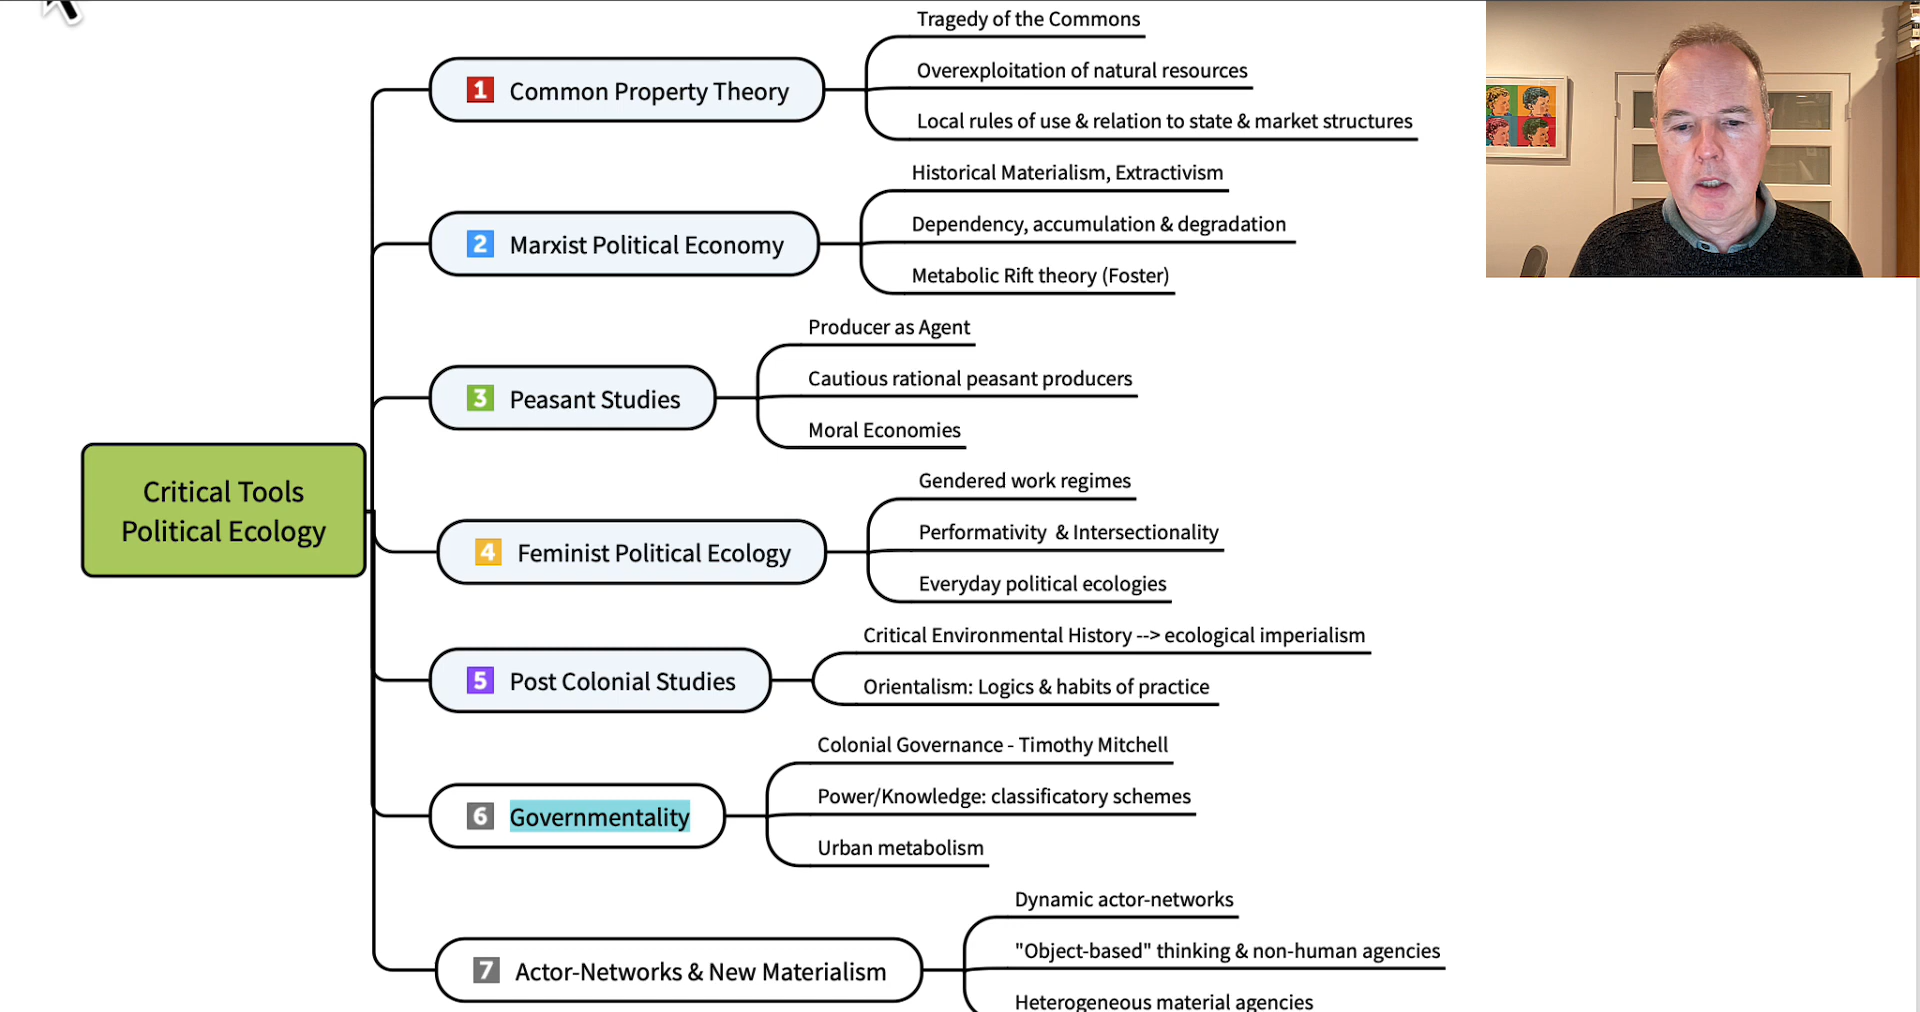 Critical Tools
Political Ecology
1 Common Property Theory
Tragedy of the Commons
Overexploitation of natural resources
Local rules of use & relation to state & market structures
2 Marxist Political Economy
Historical Materialism, Extractivism
Dependency, accumulation & degradation
Metabolic Rift theory (Foster)
3 Peasant Studies
Producer as Agent
Cautious rational peasant producers
Moral Economies
4 Feminist Political Ecology
Gendered work regimes
Performativity & Intersectionality
Everyday political ecologies
5 Post Colonial Studies
Critical Environmental History --> ecological imperialism
Orientalism: Logics & habits of practice
6 Governmentality
Colonial Governance - Timothy Mitchell
Power/Knowledge: classificatory schemes
Urban metabolism
7 Actor-Networks & New Materialism
Dynamic actor-networks
"Object-based" thinking & non-human agencies
Heterogeneous material agencies